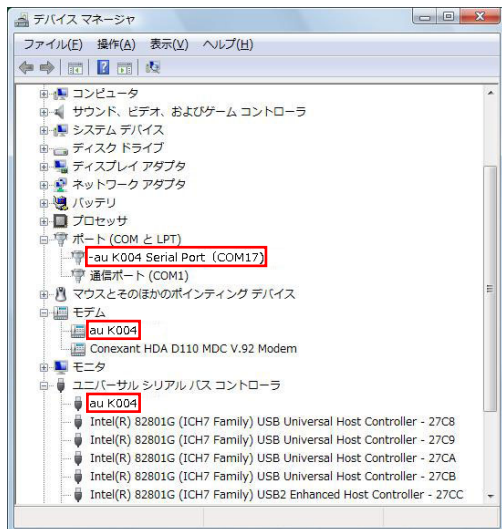 デバイス マネージャ
ファイル(F) 操作(A) 表示(V) ヘルプ(H)
コンピュータ
サウンド、ビデオ、およびゲーム コントローラ
システム デバイス
ディスク ドライブ
ディスプレイ アダプタ
ネットワーク アダプタ
バッテリ
プロセッサ
ポート (COM と LPT)
-au K004 Serial Port（COM17)
通信ポート (COM1)
マウスとそのほかのポインティング デバイス
モデム
au K004
Conexant HDA D110 MDC V.92 Modem
モニタ
ユニバーサル シリアル バス コントローラ
au K004
Intel(R) 82801G (ICH7 Family) USB Universal Host Controller - 27C8
Intel(R) 82801G (ICH7 Family) USB Universal Host Controller - 27C9
Intel(R) 82801G (ICH7 Family) USB Universal Host Controller - 27CA
Intel(R) 82801G (ICH7 Family) USB Universal Host Controller - 27CB
Intel(R) 82801G (ICH7 Family) USB2 Enhanced Host Controller - 27CC